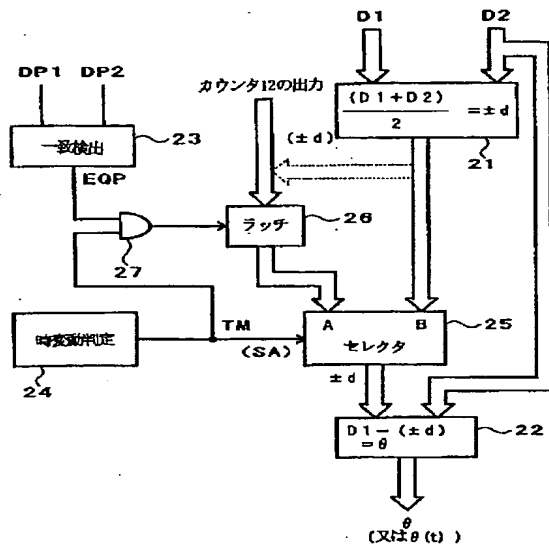 D1 D2
DP1 DP2
カウンタ12の出力
(D1+D2)
2
=±d
21
(±d)
一致検出
23
EQP
27
ラッチ
26
時変動判定
24
TM
(SA)
A B
セレクタ
25
±d
D1−(±d)
=θ
22
θ
(又はθ(t))